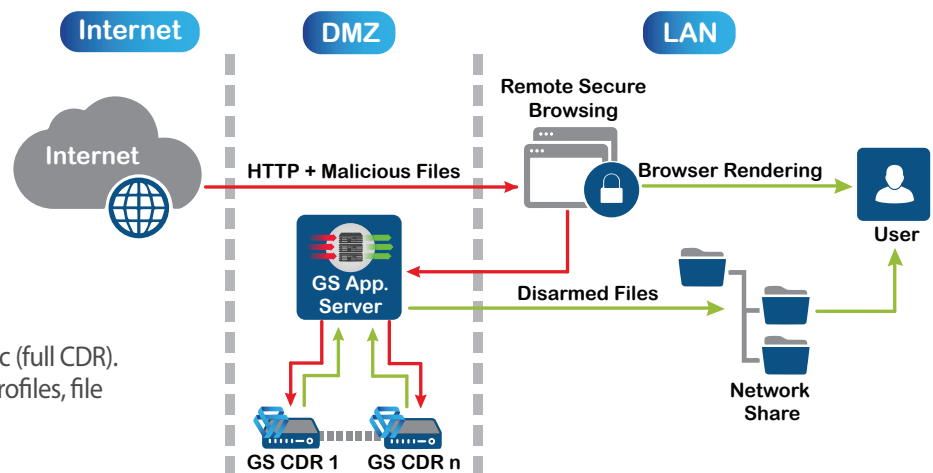 Internet
DMZ
LAN
Remote Secure
Browsing
Internet
HTTP + Malicious Files
Browser Rendering
User
GS App.
Server
Disarmed Files
c (full CDR).
rofiles, file
Network
Share
GS CDR 1
GS CDR n